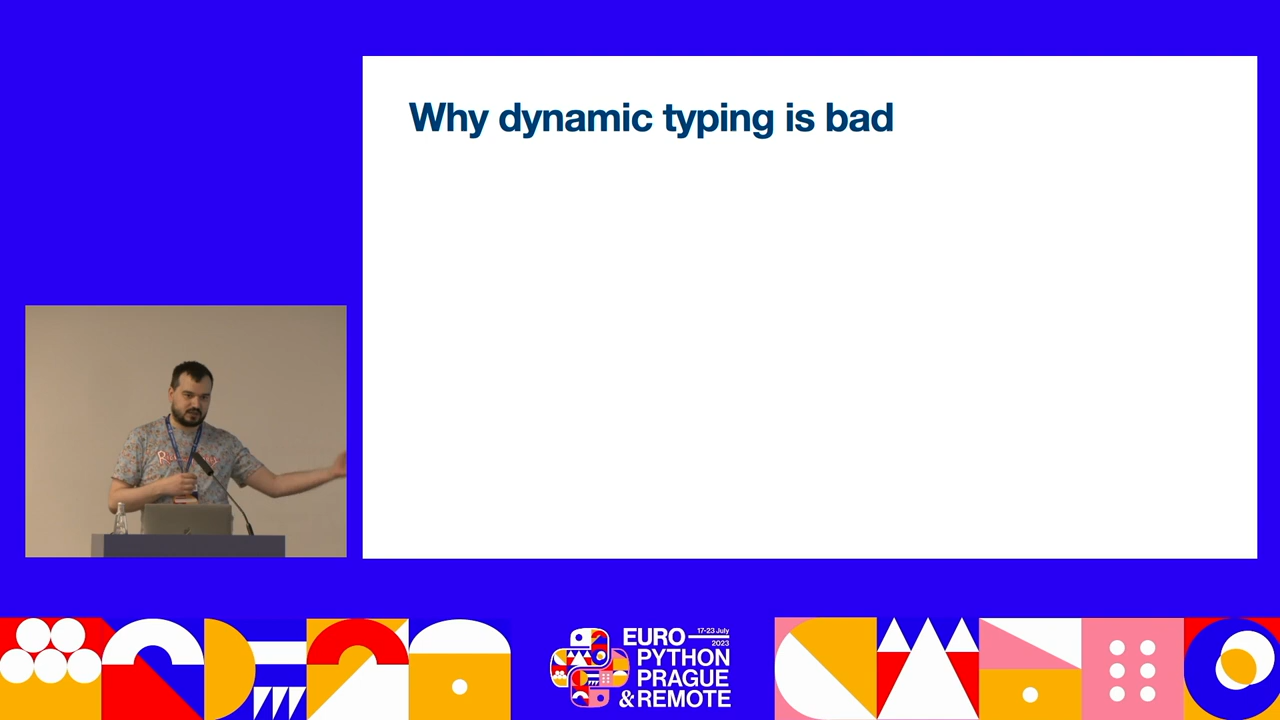 Why dynamic typing is bad
EURO
17-23 July
2023
PYTHON
PRAGUE
&REMOTE